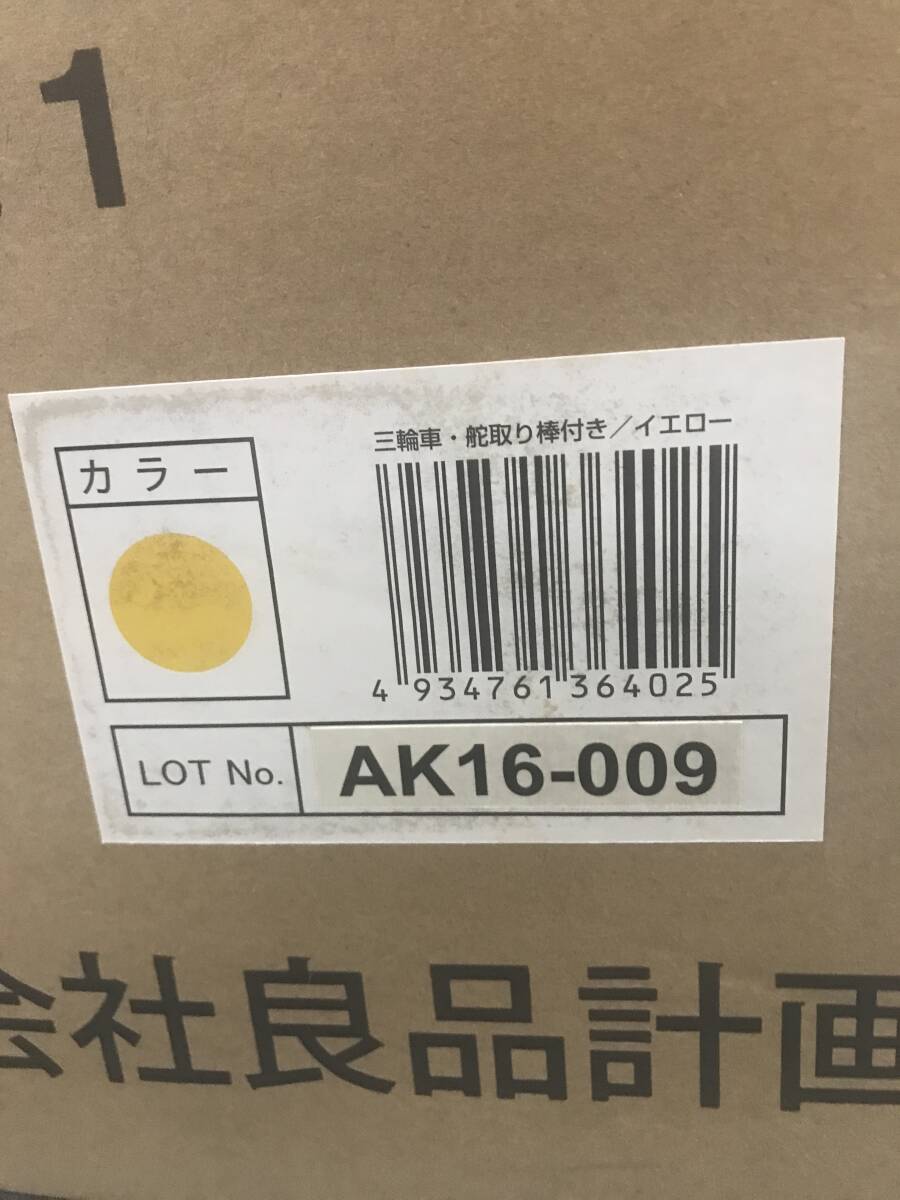 1
三輪車・舵取り棒付き/イエロー
カラー
4 934761 364025
LOT No. AK16-009
会社良品計画